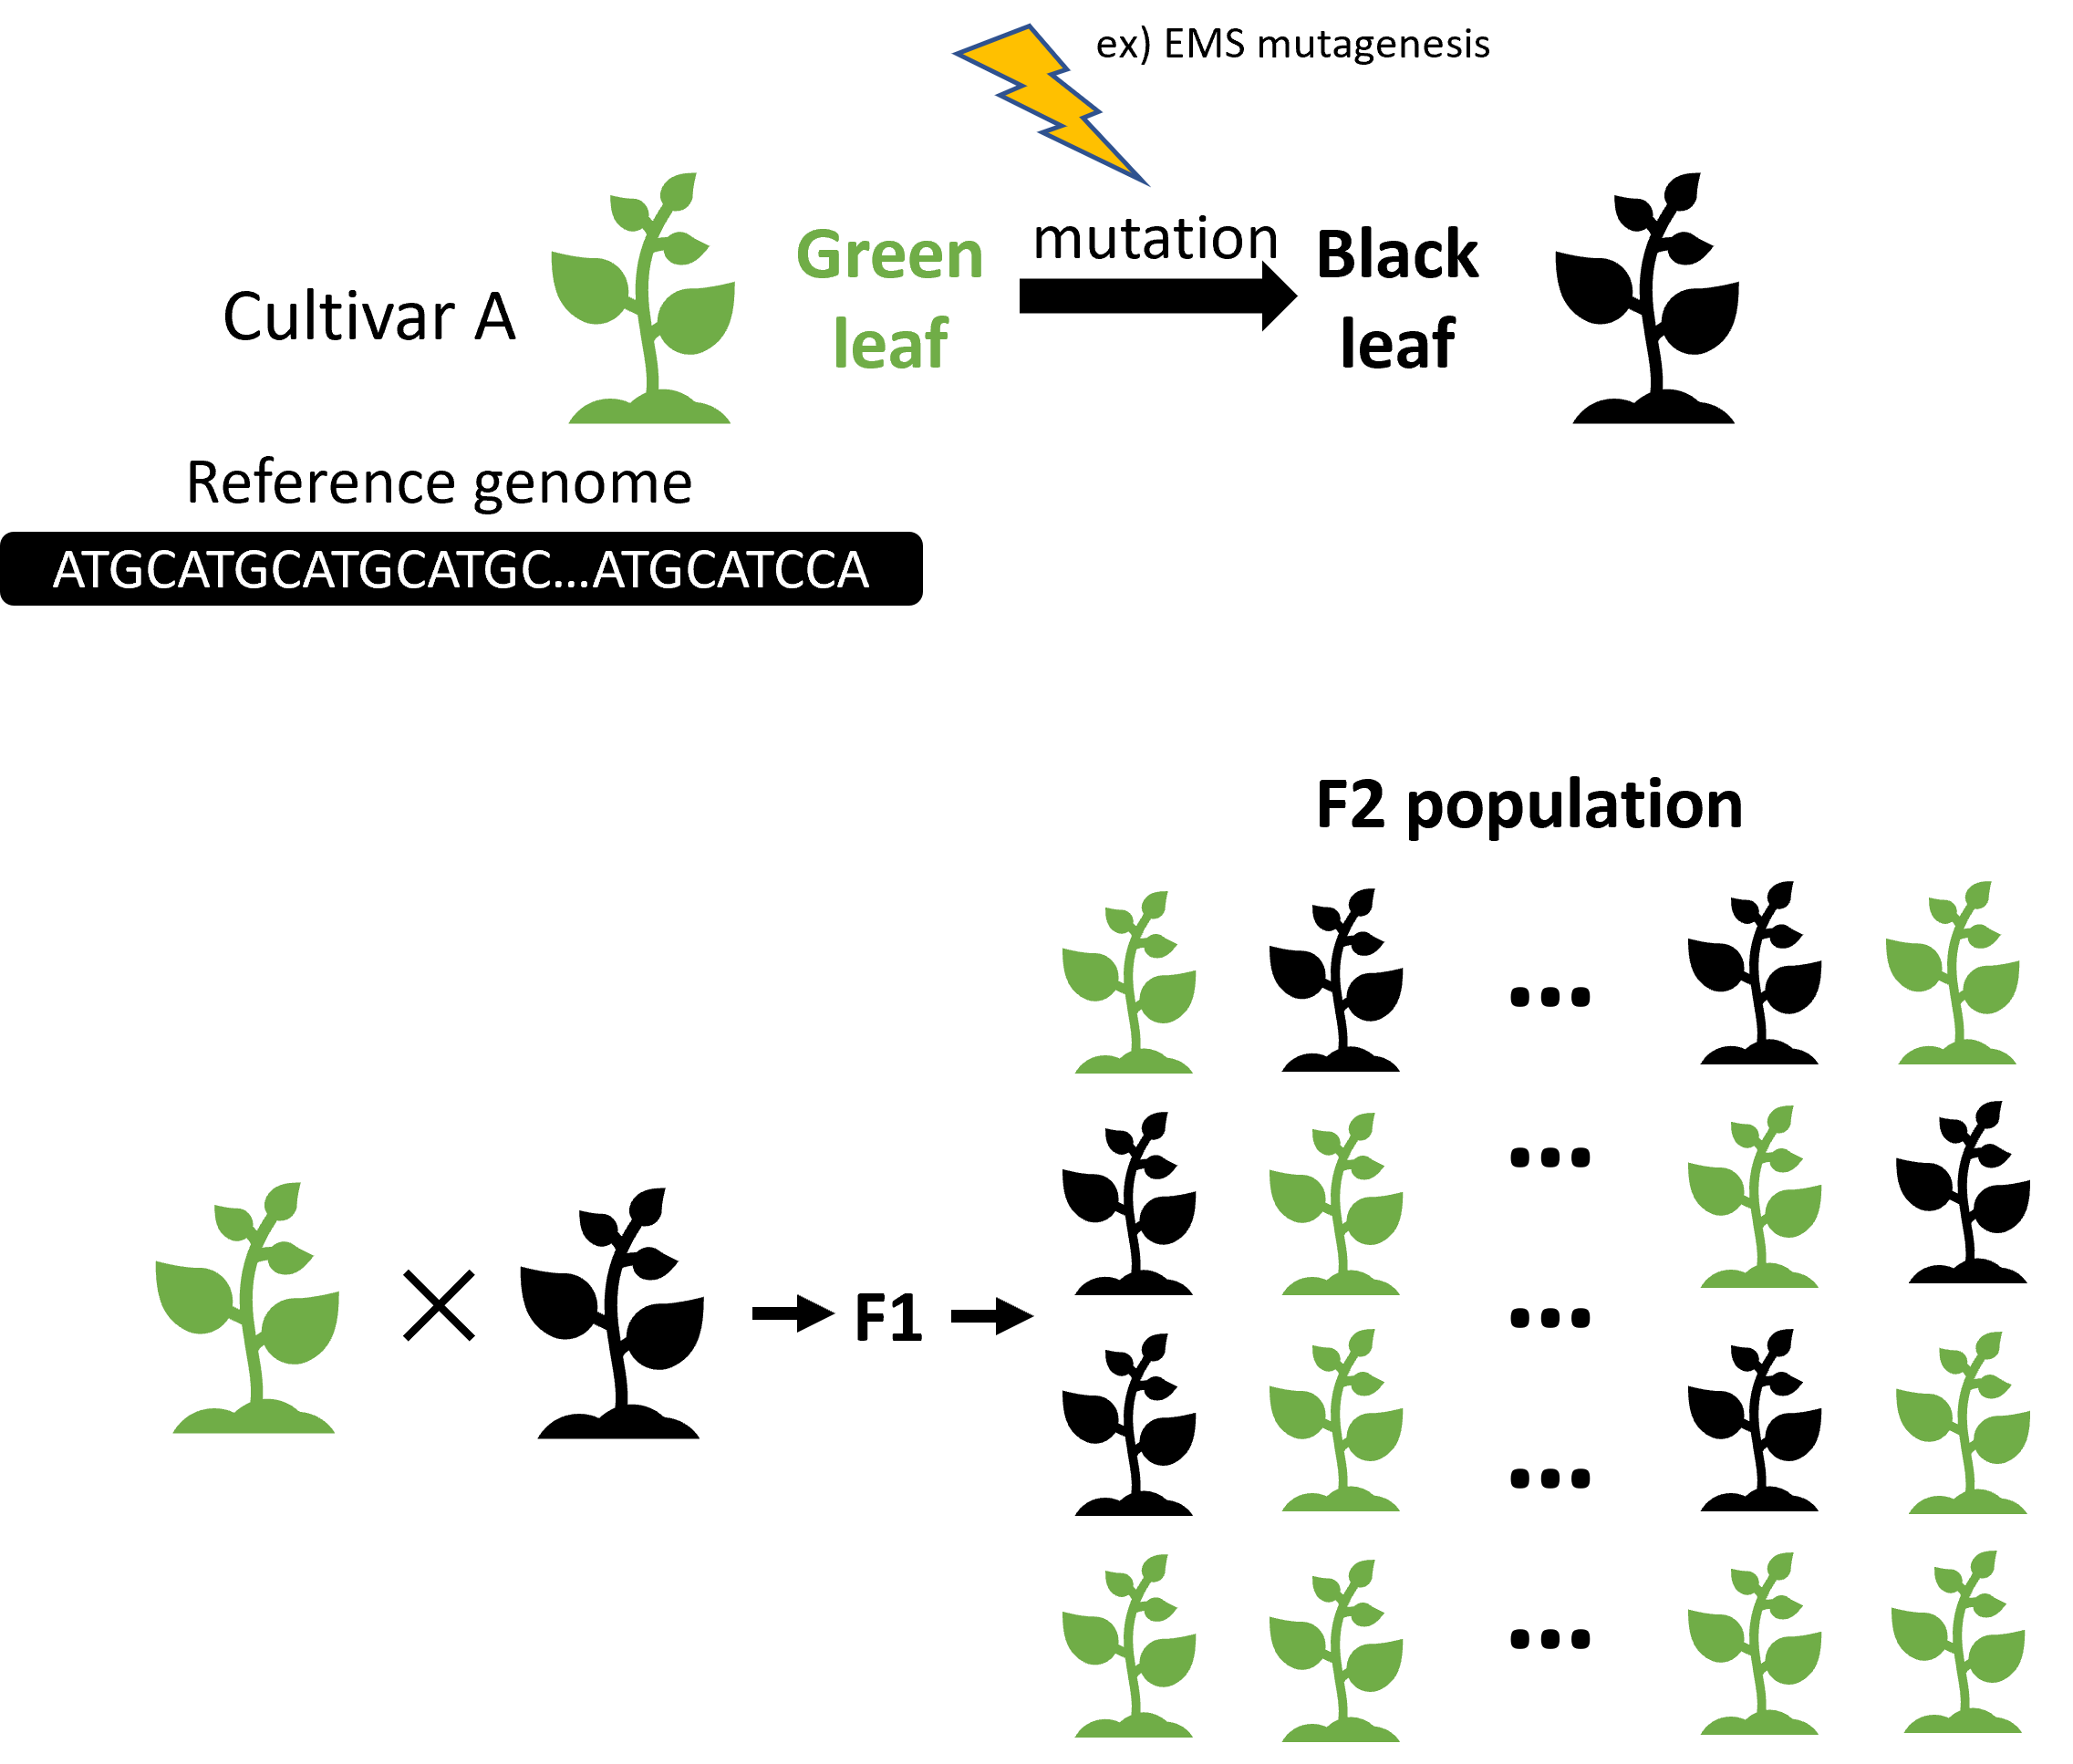 ex) EMS mutagenesis
mutation
Cultivar A
Green
leaf
Black
leaf
Reference genome
ATGCATGCATGCATGC...ATGCATCCA
F2 population
...
...
F1
...
...
...